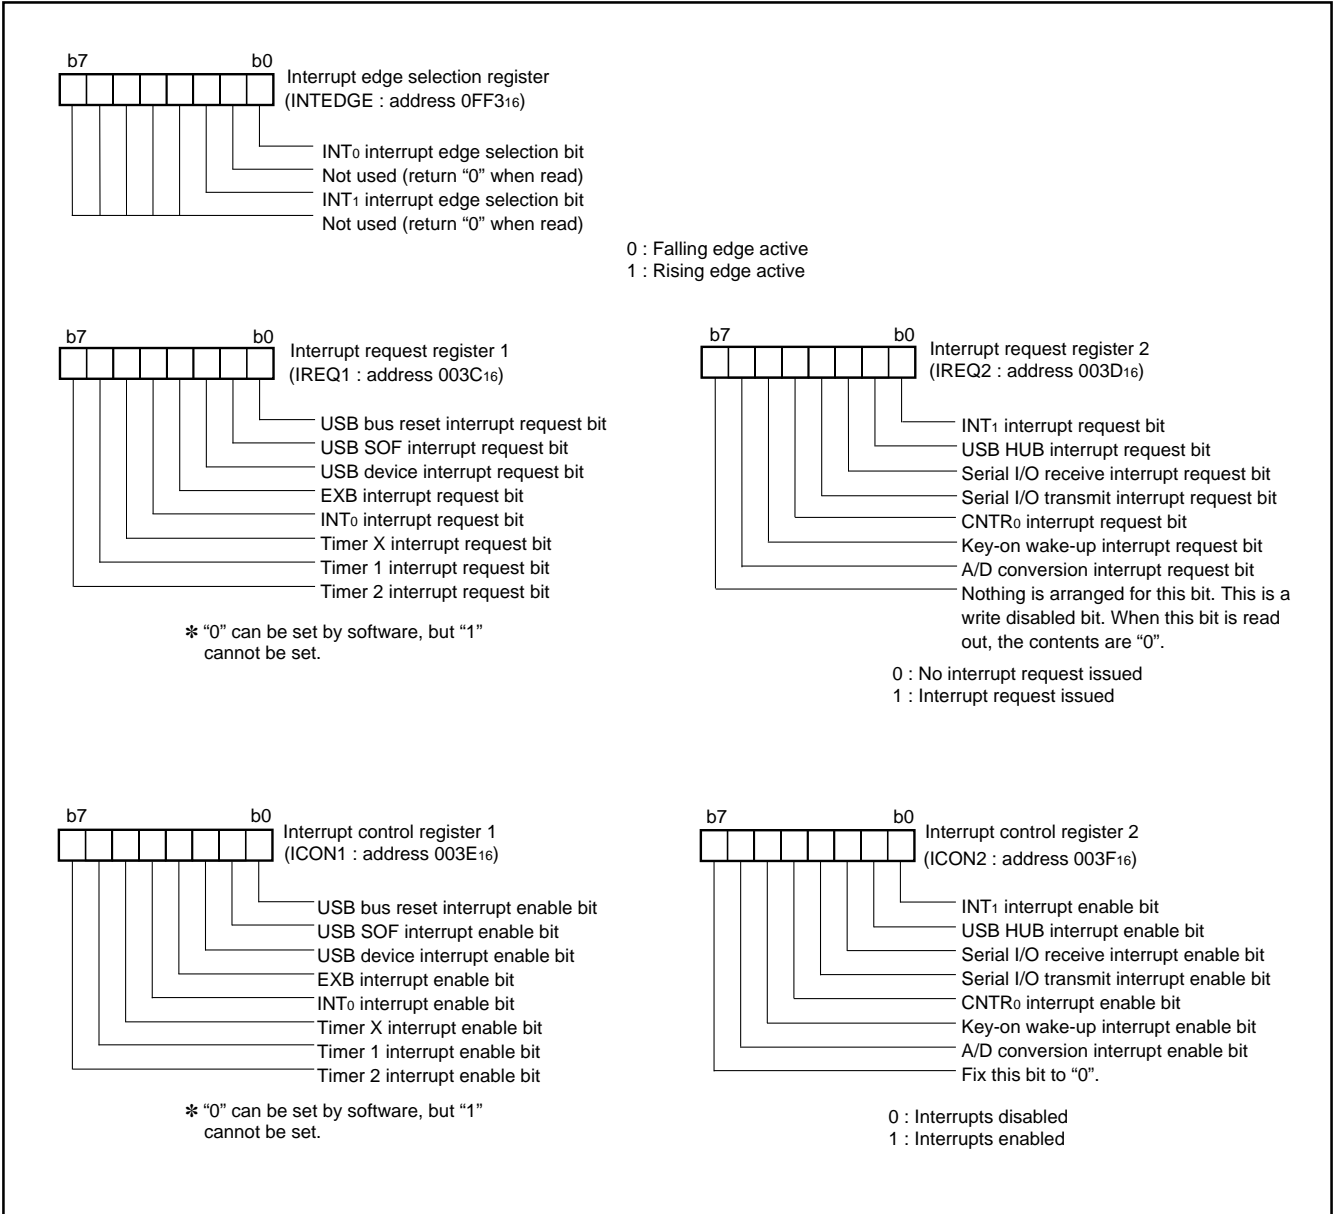 b7 b0
Interrupt edge selection register
(INTEDGE : address 0FF316)
INT0 interrupt edge selection bit
Not used (return “0” when read)
INT1 interrupt edge selection bit
Not used (return “0” when read)
0 : Falling edge active
1 : Rising edge active
b7 b0
Interrupt request register 1
(IREQ1 : address 003C16)
USB bus reset interrupt request bit
USB SOF interrupt request bit
USB device interrupt request bit
EXB interrupt request bit
INT0 interrupt request bit
Timer X interrupt request bit
Timer 1 interrupt request bit
Timer 2 interrupt request bit
✻ “0” can be set by software, but “1”
cannot be set.
b7 b0
Interrupt request register 2
(IREQ2 : address 003D16)
INT1 interrupt request bit
USB HUB interrupt request bit
Serial I/O receive interrupt request bit
Serial I/O transmit interrupt request bit
CNTR0 interrupt request bit
Key-on wake-up interrupt request bit
A/D conversion interrupt request bit
Nothing is arranged for this bit. This is a
write disabled bit. When this bit is read
out, the contents are “0”.
0 : No interrupt request issued
1 : Interrupt request issued
b7 b0
Interrupt control register 1
(ICON1 : address 003E16)
USB bus reset interrupt enable bit
USB SOF interrupt enable bit
USB device interrupt enable bit
EXB interrupt enable bit
INT0 interrupt enable bit
Timer X interrupt enable bit
Timer 1 interrupt enable bit
Timer 2 interrupt enable bit
✻ “0” can be set by software, but “1”
cannot be set.
b7 b0
Interrupt control register 2
(ICON2 : address 003F16)
INT1 interrupt enable bit
USB HUB interrupt enable bit
Serial I/O receive interrupt enable bit
Serial I/O transmit interrupt enable bit
CNTR0 interrupt enable bit
Key-on wake-up interrupt enable bit
A/D conversion interrupt enable bit
Fix this bit to “0”.
0 : Interrupts disabled
1 : Interrupts enabled